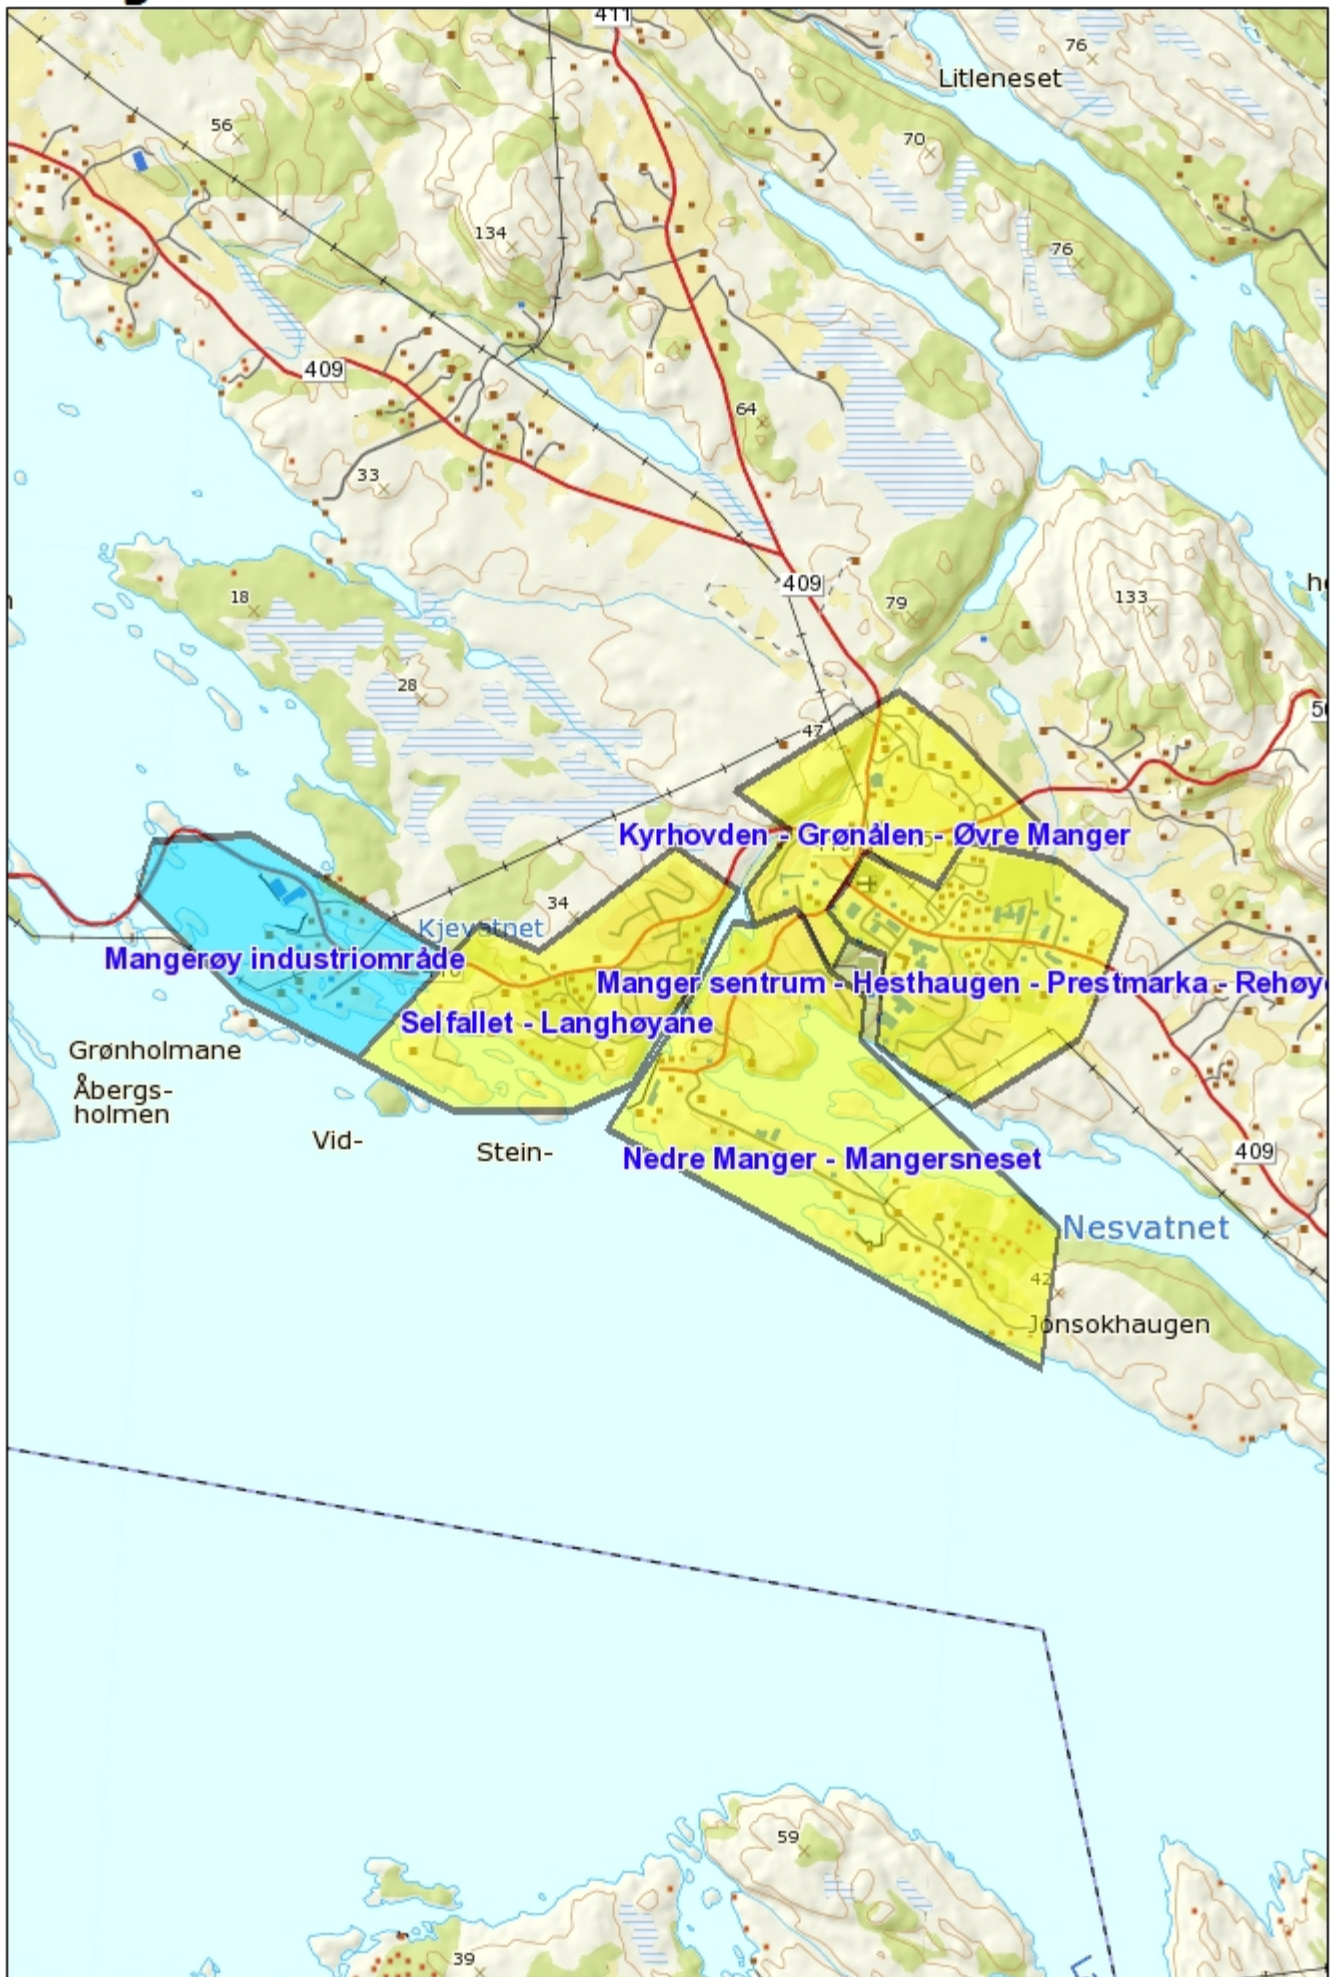 411
76
Litleneset
56
70
134
76
409
64
33
409
79
133
18
28
47
Kyrhovden - Grønålen - Øvre Manger
34
Kjevatnet
Mangerøy industriområde
Manger sentrum - Hesthaugen - Prestmarka - Rehøy
Selfallet - Langhøyane
Grønholmane
Åbergs-
holmen
Vid-
Stein-
Nedre Manger - Mangersneset
409
Nesvatnet
42
Jonsokhaugen
59
39